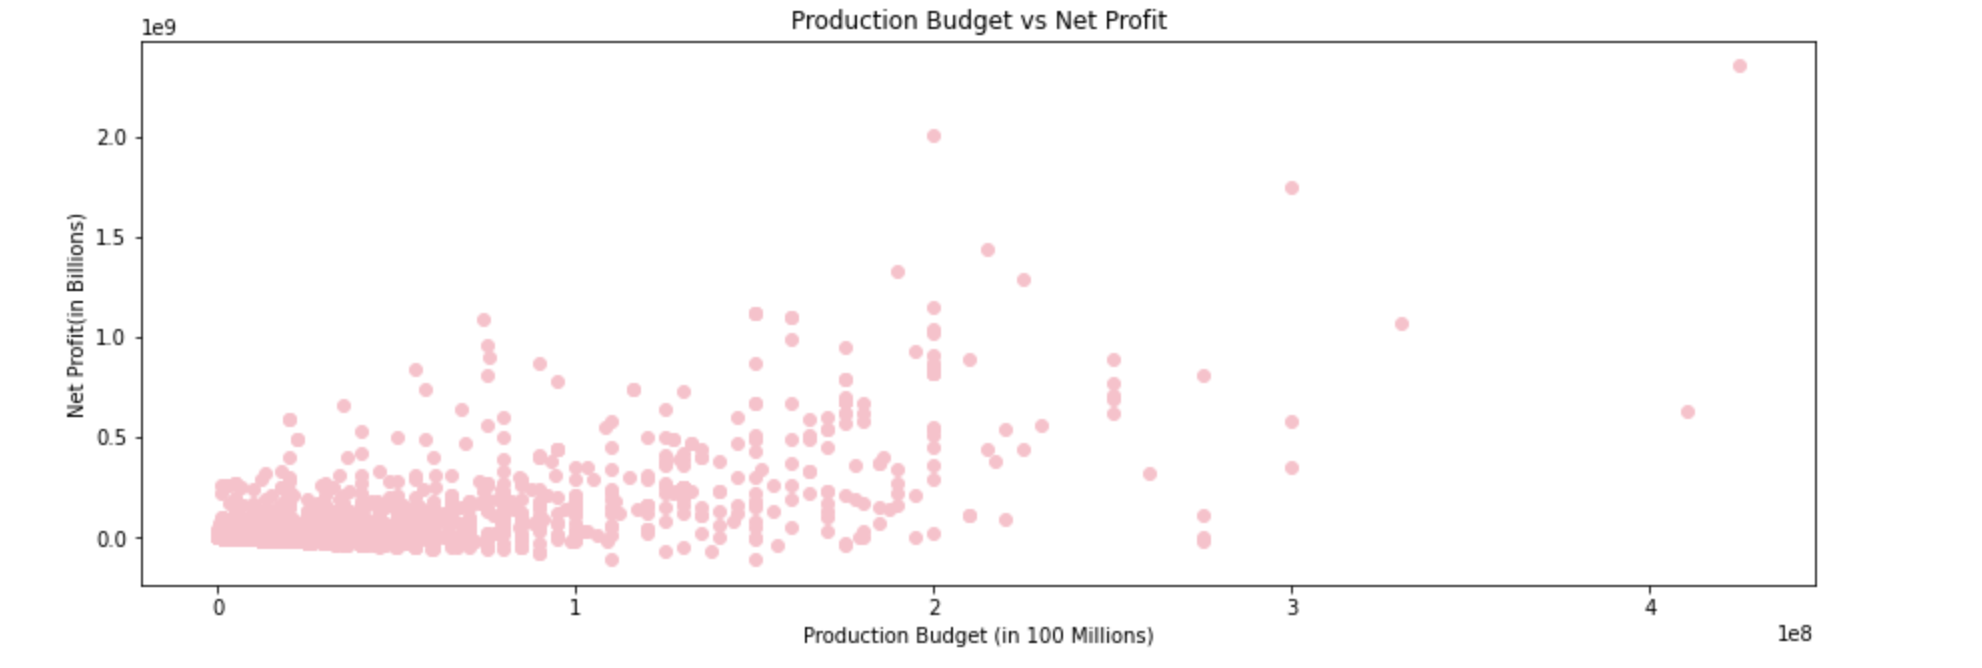 Production Budget vs Net Profit
1e9
2.0
1.5
1.0
0.5
0.0
Net Profit(in Billions)
0 1 2 3 4
Production Budget (in 100 Millions)
1e8